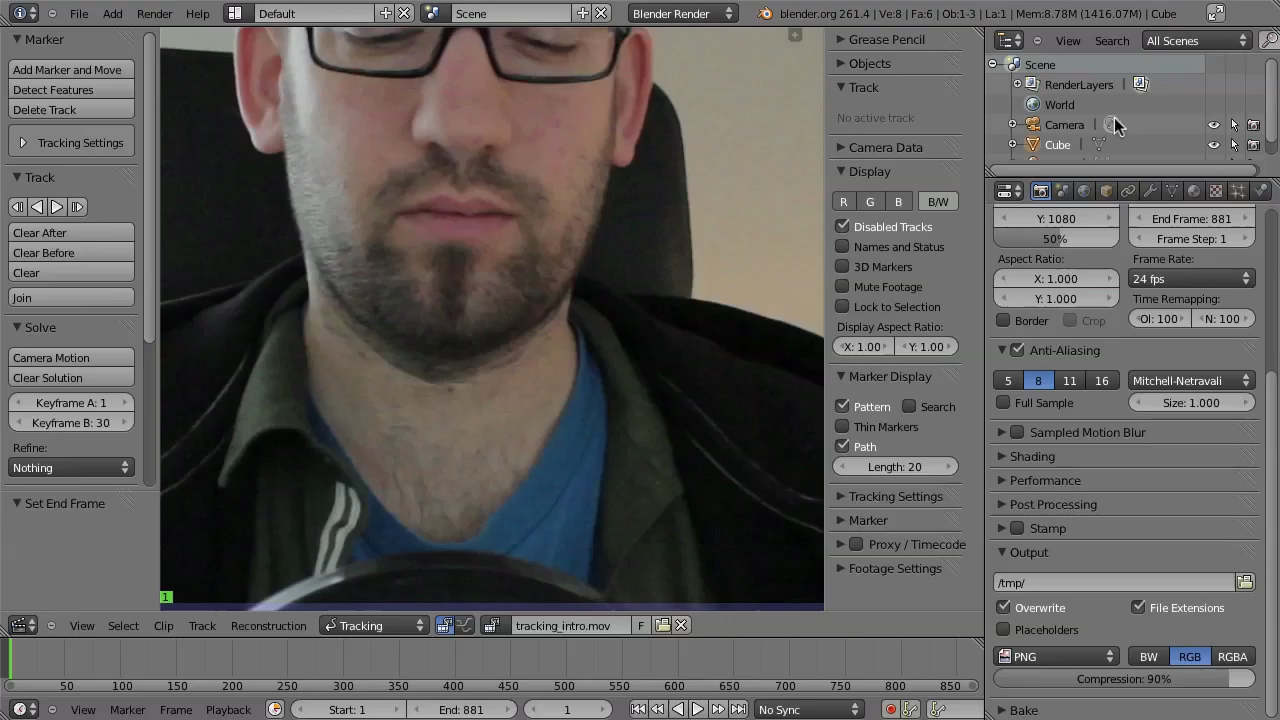 File Add Render Help Default Scene Blender Render blender.org 261.4 | Ve:8 | Fa:6 | Ob:1-3 | La:1 | Mem:8.78M (1416.07M) | Cube
Marker
Add Marker and Move
Detect Features
Delete Track
Tracking Settings
Track
Clear After
Clear Before
Clear
Join
Solve
Camera Motion
Clear Solution
Keyframe A: 1
Keyframe B: 30
Refine:
Nothing
Set End Frame
1
Grease Pencil
Objects
Track
No active track
Camera Data
Display
R G B B/W
Disabled Tracks
Names and Status
3D Markers
Mute Footage
Lock to Selection
Display Aspect Ratio:
X: 1.00 Y: 1.00
Marker Display
Pattern Search
Thin Markers
Path
Length: 20
Tracking Settings
Marker
Proxy / Timecode
Footage Settings
View Search All Scenes
Scene
RenderLayers |
World
Camera |
Cube |
Y: 1080 End Frame: 881
50% Frame Step: 1
Aspect Ratio: Frame Rate:
X: 1.000 24 fps
Y: 1.000 Time Remapping:
Border Crop Ol: 100 N: 100
Anti-Aliasing
5 8 11 16 Mitchell-Netravali
Full Sample Size: 1.000
Sampled Motion Blur
Shading
Performance
Post Processing
Stamp
Output
/tmp/
Overwrite File Extensions
Placeholders
PNG BW RGB RGBA
Compression: 90%
Bake
View Select Clip Track Reconstruction Tracking tracking_intro.mov F
50 100 150 200 250 300 350 400 450 500 550 600 650 700 750 800 850
View Marker Frame Playback Start: 1 End: 881 1 No Sync